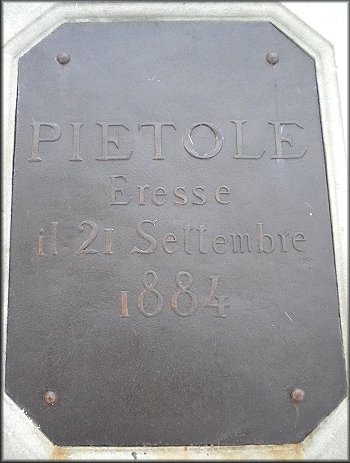 PIETOLE
Eresse
il 21 Settembre
1884